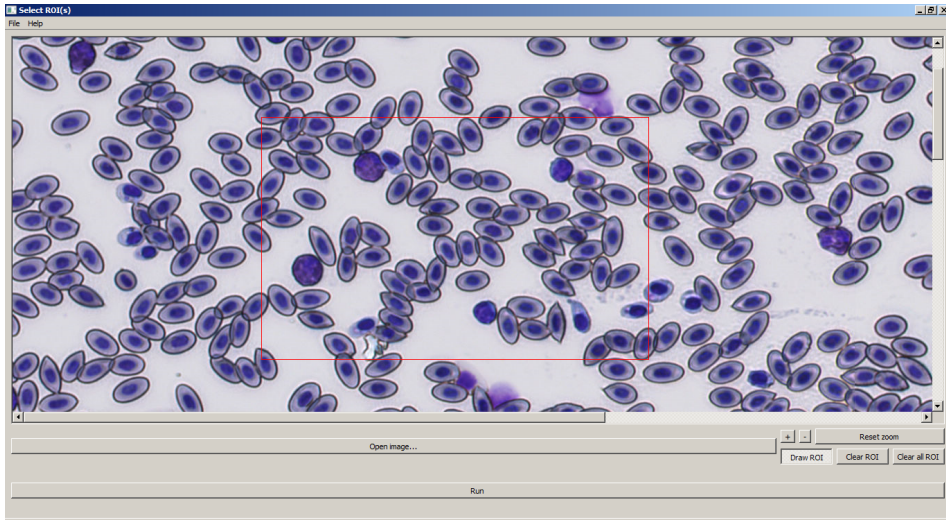 Select ROI(s)
File Help
+ - Reset zoom
Open image...
Draw ROI Clear ROI Clear all ROI
Run